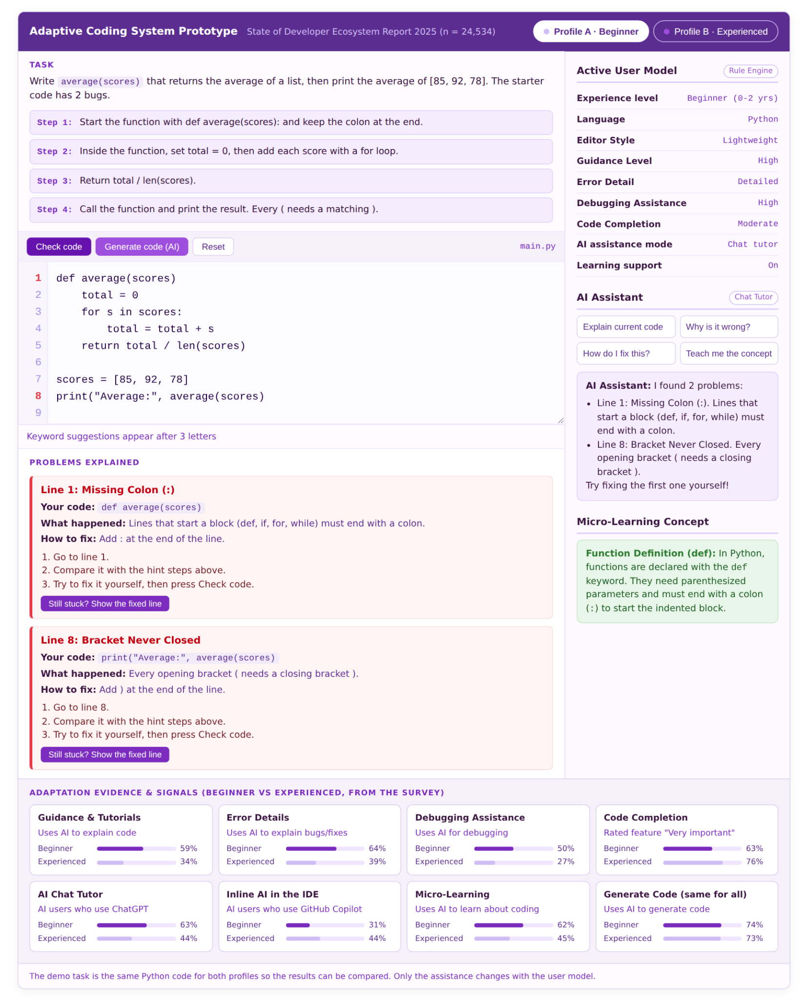 Adaptive Coding System Prototype State of Developer Ecosystem Report 2025 (n = 24,534) Profile A · Beginner Profile B · Experienced
TASK
Write average(scores) that returns the average of a list, then print the average of [85, 92, 78]. The starter
code has 2 bugs.
Step 1: Start the function with def average(scores): and keep the colon at the end.
Step 2: Inside the function, set total = 0, then add each score with a for loop.
Step 3: Return total / len(scores).
Step 4: Call the function and print the result. Every ( needs a matching ).
Check code Generate code (AI) Reset main.py
1 def average(scores)
2     total = 0
3     for s in scores:
4         total = total + s
5     return total / len(scores)
6
7 scores = [85, 92, 78]
8 print("Average:", average(scores)
9
Keyword suggestions appear after 3 letters
PROBLEMS EXPLAINED
Line 1: Missing Colon (:)
Your code: def average(scores)
What happened: Lines that start a block (def, if, for, while) must end with a colon.
How to fix: Add : at the end of the line.
1. Go to line 1.
2. Compare it with the hint steps above.
3. Try to fix it yourself, then press Check code.
Still stuck? Show the fixed line
Line 8: Bracket Never Closed
Your code: print("Average:", average(scores)
What happened: Every opening bracket ( needs a closing bracket ).
How to fix: Add ) at the end of the line.
1. Go to line 8.
2. Compare it with the hint steps above.
3. Try to fix it yourself, then press Check code.
Still stuck? Show the fixed line
Active User Model Rule Engine
Experience level Beginner (0-2 yrs)
Language Python
Editor Style Lightweight
Guidance Level High
Error Detail Detailed
Debugging Assistance High
Code Completion Moderate
AI assistance mode Chat tutor
Learning support On
AI Assistant Chat Tutor
Explain current code Why is it wrong?
How do I fix this? Teach me the concept
AI Assistant: I found 2 problems:
• Line 1: Missing Colon (:). Lines that
start a block (def, if, for, while) must
end with a colon.
• Line 8: Bracket Never Closed. Every
opening bracket ( needs a closing
bracket ).
Try fixing the first one yourself!
Micro-Learning Concept
Function Definition (def): In Python,
functions are declared with the def
keyword. They need parenthesized
parameters and must end with a colon
(:) to start the indented block.
ADAPTATION EVIDENCE & SIGNALS (BEGINNER VS EXPERIENCED, FROM THE SURVEY)
Guidance & Tutorials
Uses AI to explain code
Beginner 59%
Experienced 34%
Error Details
Uses AI to explain bugs/fixes
Beginner 64%
Experienced 39%
Debugging Assistance
Uses AI for debugging
Beginner 50%
Experienced 27%
Code Completion
Rated feature "Very important"
Beginner 63%
Experienced 76%
AI Chat Tutor
AI users who use ChatGPT
Beginner 63%
Experienced 44%
Inline AI in the IDE
AI users who use GitHub Copilot
Beginner 31%
Experienced 44%
Micro-Learning
Uses AI to learn about coding
Beginner 62%
Experienced 45%
Generate Code (same for all)
Uses AI to generate code
Beginner 74%
Experienced 73%
The demo task is the same Python code for both profiles so the results can be compared. Only the assistance changes with the user model.